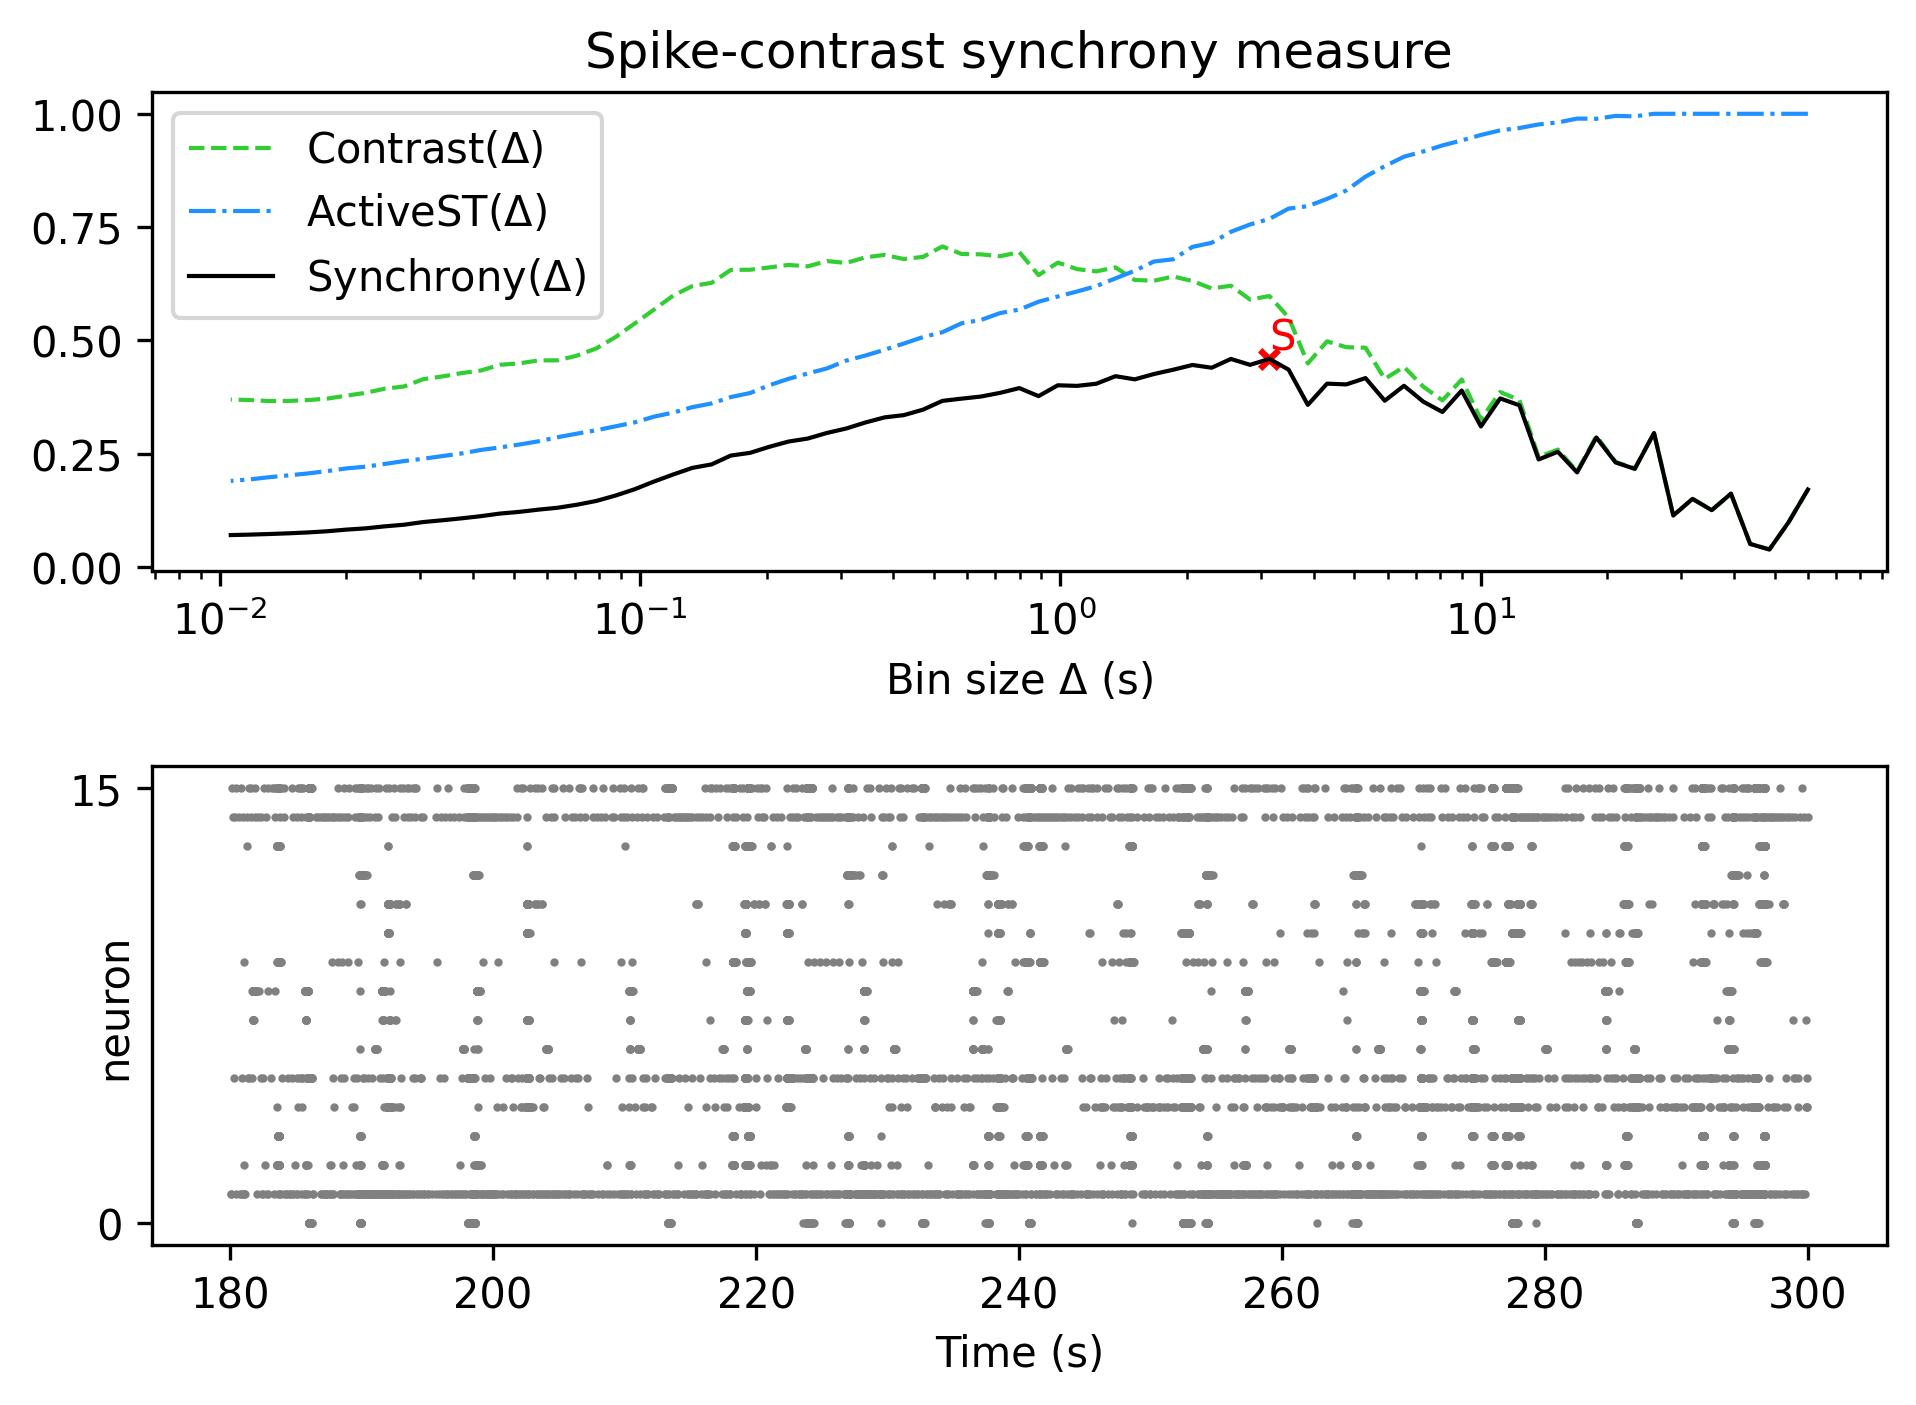 Spike-contrast synchrony measure
1.00
0.75
0.50
0.25
0.00
Contrast(Δ)
ActiveST(Δ)
Synchrony(Δ)
S
10⁻² 10⁻¹ 10⁰ 10¹
Bin size Δ (s)
15
0
neuron
180 200 220 240 260 280 300
Time (s)